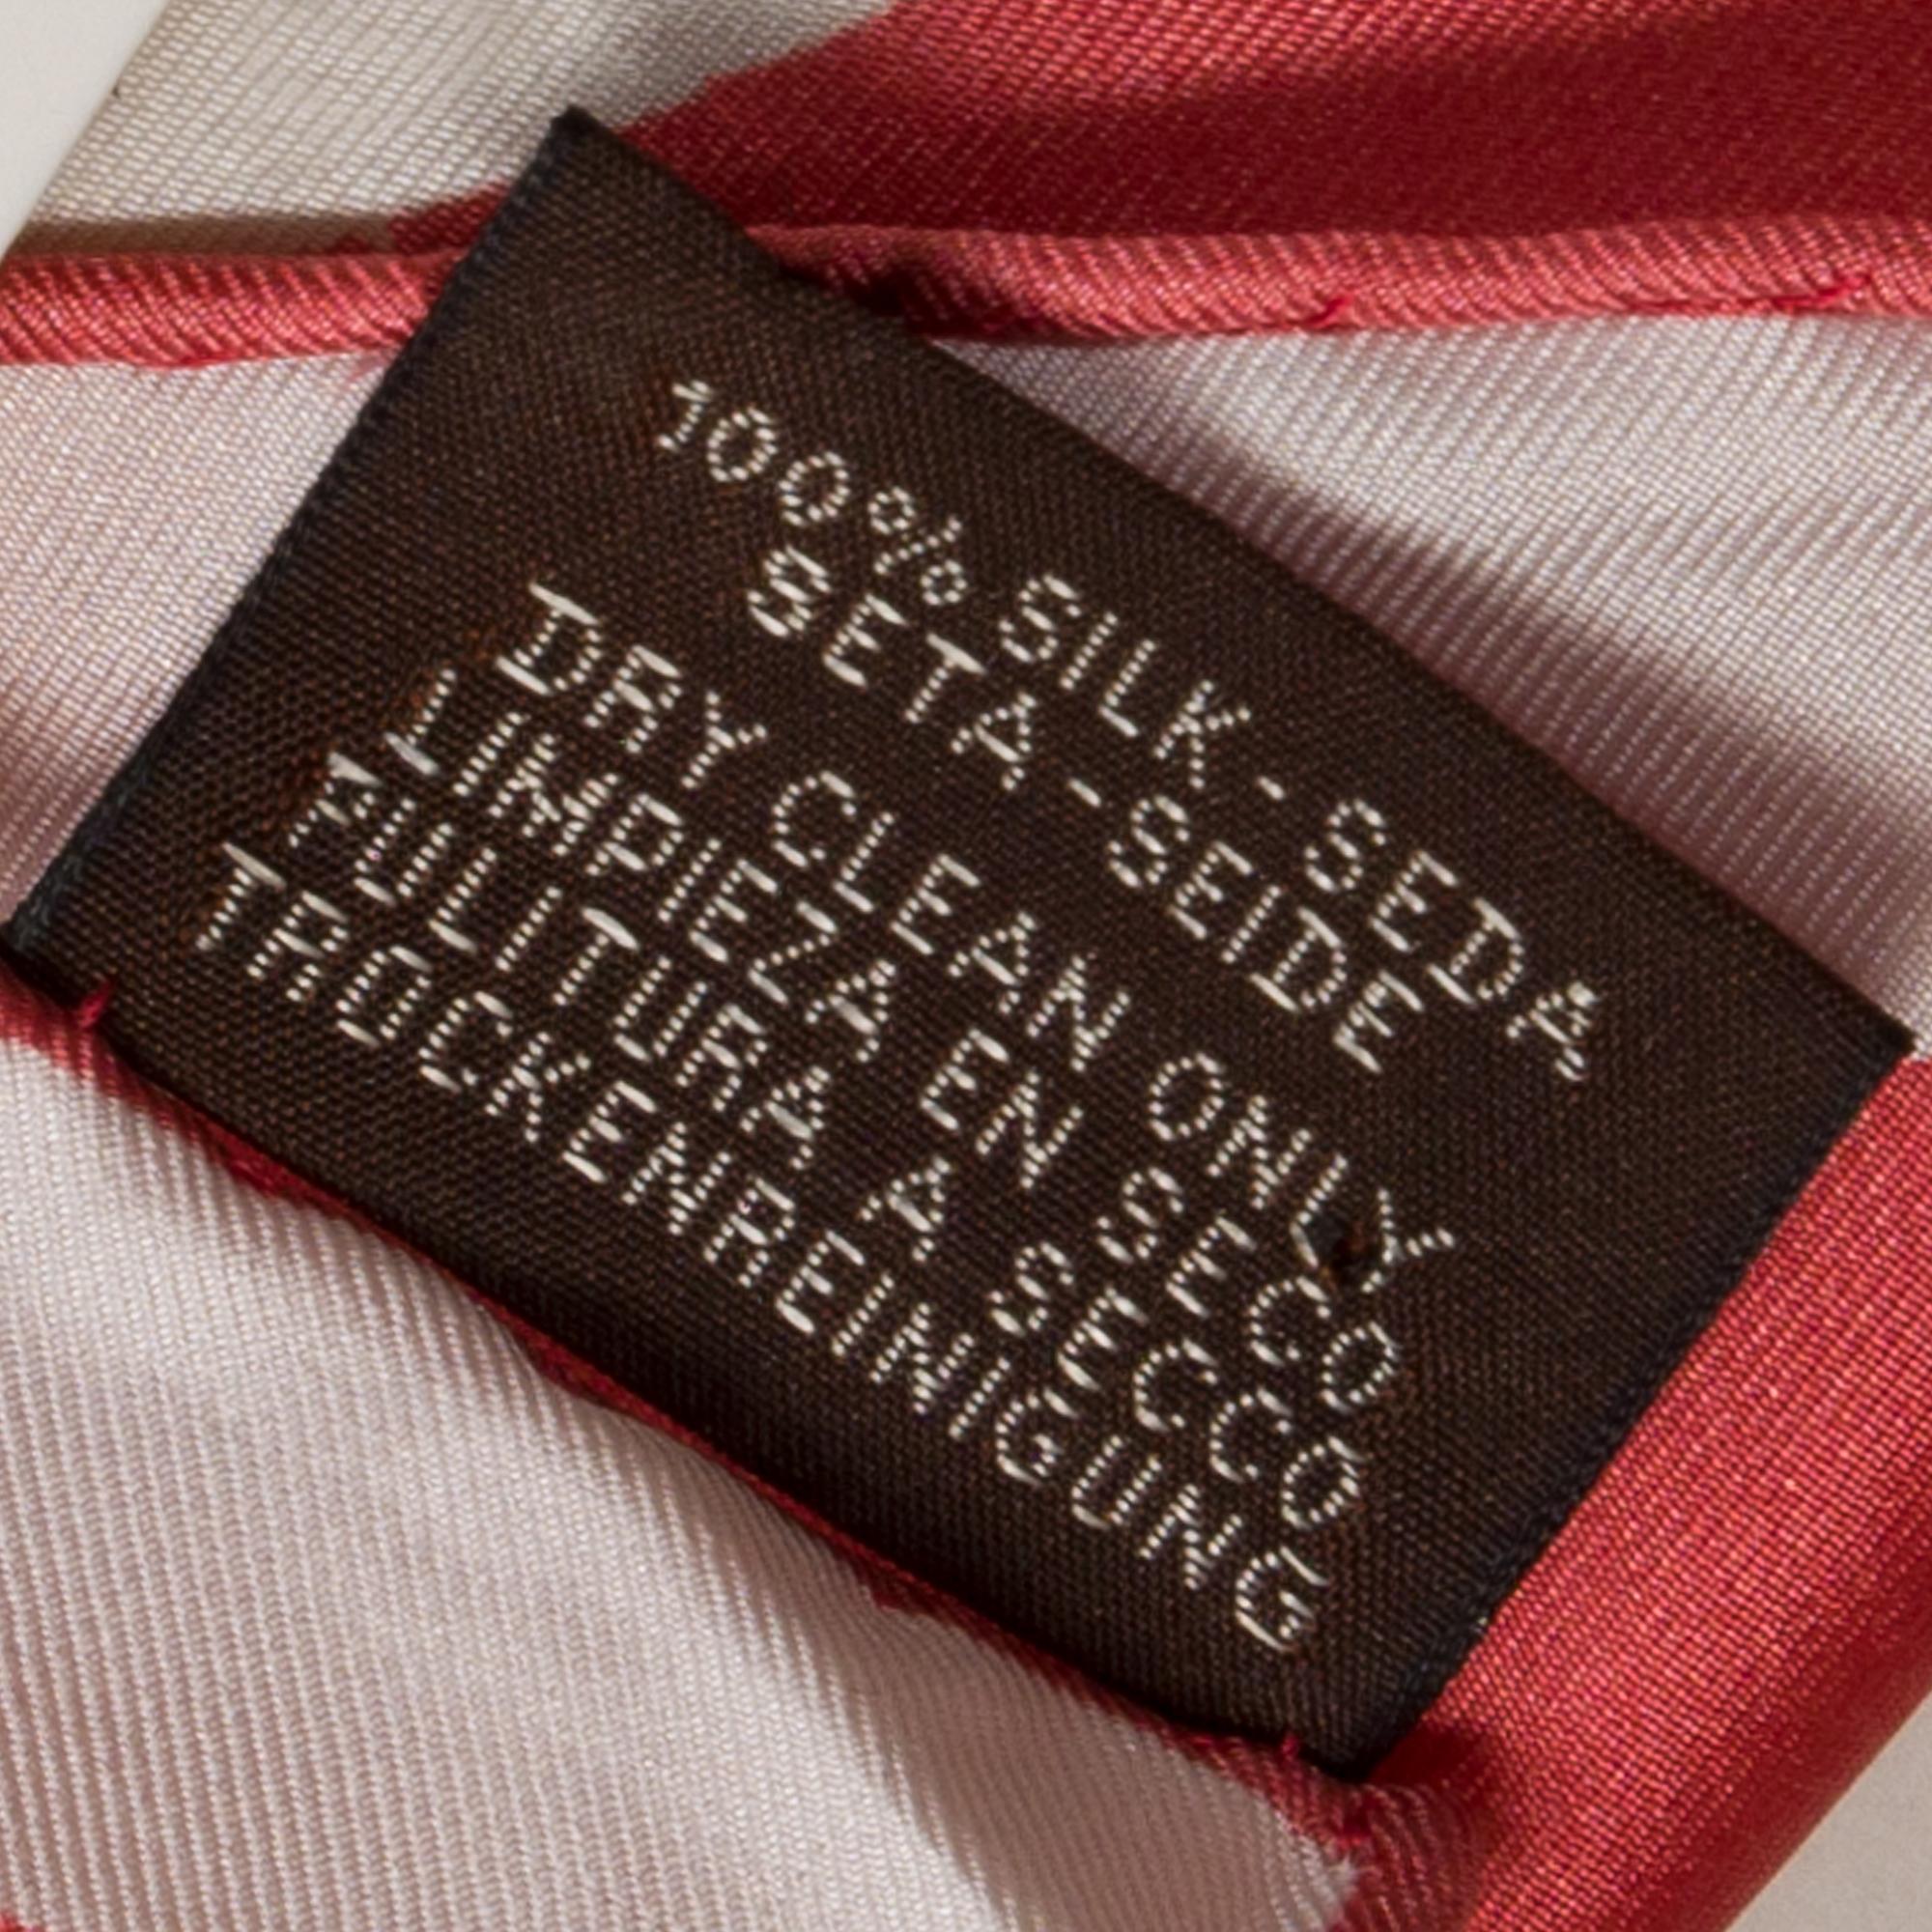 100% SILK - SEDA
SETA - SEIDE
DRY CLEAN ONLY
LIMPIEZA EN SECO
PULITURA A SECCO
TROCKENREINIGUNG